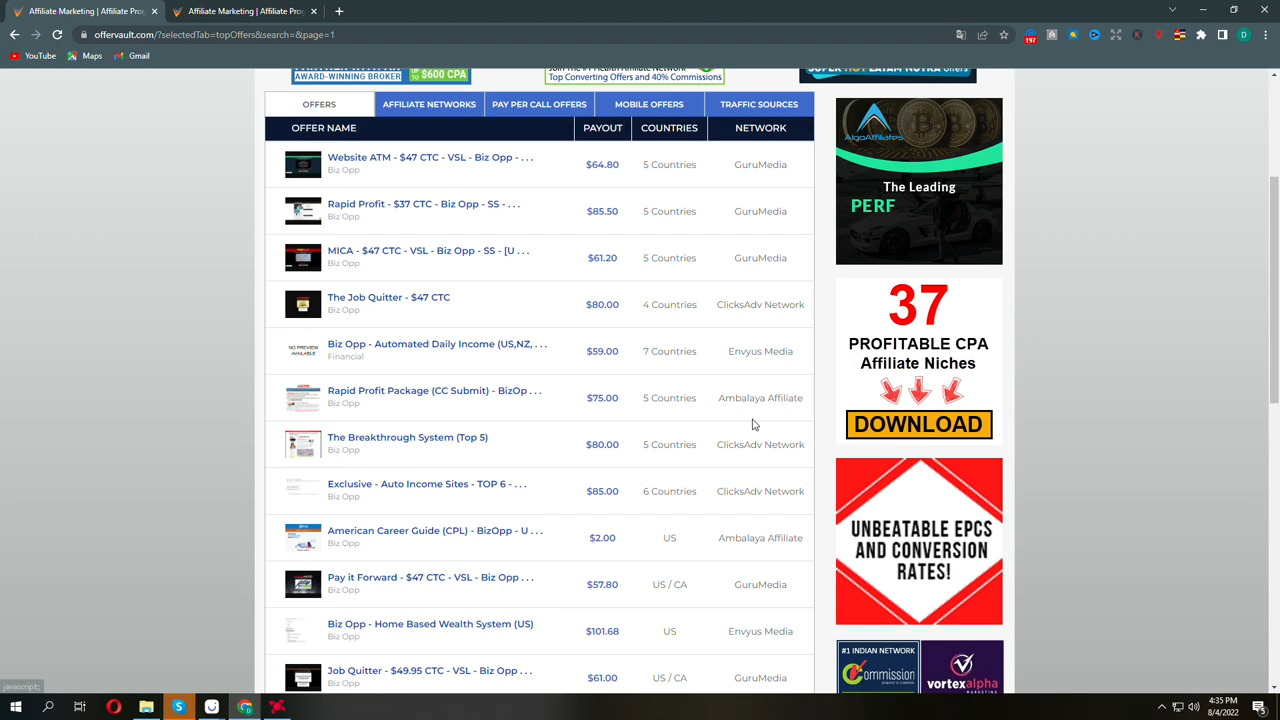 Affiliate Marketing Pro
Affiliate Marketing | Affiliate Pro
offervault.com/?selectedTab=topOffers&search=&page=1
197
YouTube
Maps
Gmail
AWARD-WINNING BROKER
TO $600 CPA
Top Converting Offers and 40% Commissions
OFFERS
AFFILIATE NETWORKS
PAY PER CALL OFFERS
MOBILE OFFERS
TRAFFIC SOURCES
OFFER NAME
PAYOUT
COUNTRIES
NETWORK
Website ATM - $47 CTC - VSL - Biz Opp - . . .
Biz Opp
$64.80
5 Countries
GuruMedia
Rapid Profit - $37 CTC - Biz Opp - SS - . . .
Biz Opp
$85.50
5 Countries
GuruMedia
MICA - $47 CTC - VSL - Biz Opp - SS - [U . . .
Biz Opp
$61.20
5 Countries
GuruMedia
The Job Quitter - $47 CTC
Biz Opp
$80.00
4 Countries
ClicksAdv Network
NO PREVIEW
AVAILABLE
Biz Opp - Automated Daily Income (US,NZ, . . .
Financial
$59.00
7 Countries
Envyus Media
Rapid Profit Package (CC Submit) - BizOp . . .
Biz Opp
$75.00
5 Countries
Ambalaya Affiliate
The Breakthrough System (Top 5)
Biz Opp
$80.00
5 Countries
ClicksAdv Network
Exclusive - Auto Income Sites - TOP 6 - . . .
Biz Opp
$85.00
6 Countries
ClicksAdv Network
American Career Guide (CPL) - BizOpp - U . . .
Biz Opp
$2.00
US
Ambalaya Affiliate
Pay it Forward - $47 CTC - VSL - Biz Opp . . .
Biz Opp
$57.80
US / CA
GuruMedia
Biz Opp - Home Based Wealth System (US)
Biz Opp
$101.68
US
Envyus Media
Job Quitter - $49.95 CTC - VSL - Biz Opp . . .
Biz Opp
$61.00
US / CA
GuruMedia
AlgoAffiliates
The Leading
PERF
37
PROFITABLE CPA
Affiliate Niches
DOWNLOAD
UNBEATABLE EPCS
AND CONVERSION
RATES!
#1 INDIAN NETWORK
Commission
vortexalpha
MARKETING
javascript:;
4:35 PM
8/4/2022